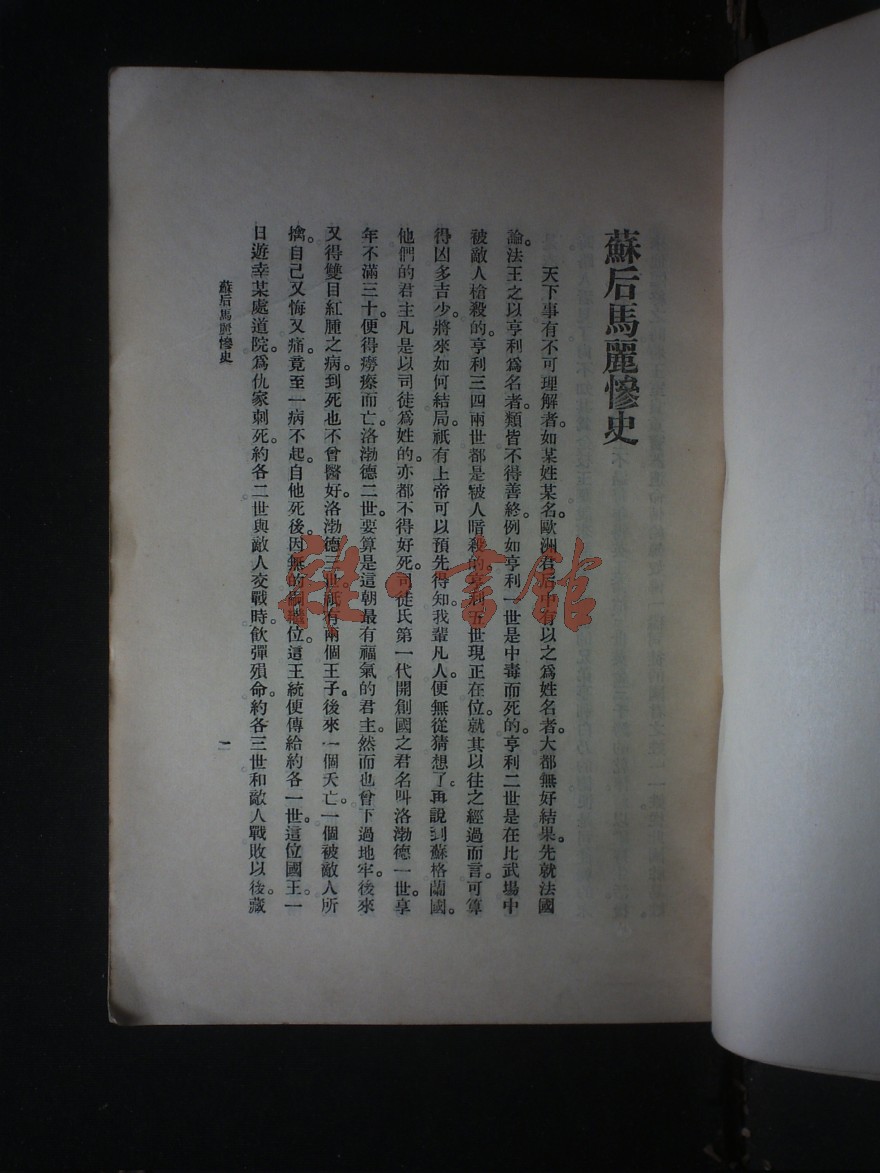 蘇后馬麗慘史
天下事有不可理解者。如某姓某名。歐洲君后中有以之爲姓名者。大都無好結果。先就法國
論。法王之以亨利爲名者。類皆不得善終。例如亨利一世是中毒而死的。亨利二世是在比武塲中
被敵人槍殺的。亨利三四兩世都是被人暗殺的。亨利五世現正在位。就其以往之經過而言。可算
得凶多吉少。將來如何結局。祇有上帝可以預先得知。我輩凡人。便無從猜想了。再說到蘇格蘭國。
他們的君主凡是以司徒爲姓的。亦都不得好死。司徒氏第一代開創國之君名叫洛勃德一世。享
年不滿三十。便得癆瘵而亡。洛勃德二世。要算是這朝最有福氣的君主。然而也曾下過地牢。後來
又得雙目紅腫之病。到死也不曾醫好。洛勃德三世。祇有兩個王子。後來一個夭亡。一個被敵人所
擒。自己又悔又痛。竟至一病不起。自他死後。因無的嗣繼位。這王統便傳給約各一世。這位國王。一
日遊幸某處道院。爲仇家刺死。約各二世與敵人交戰時。飲彈殞命。約各三世和敵人戰敗以後。藏
蘇后馬麗慘史
一
雜·書館